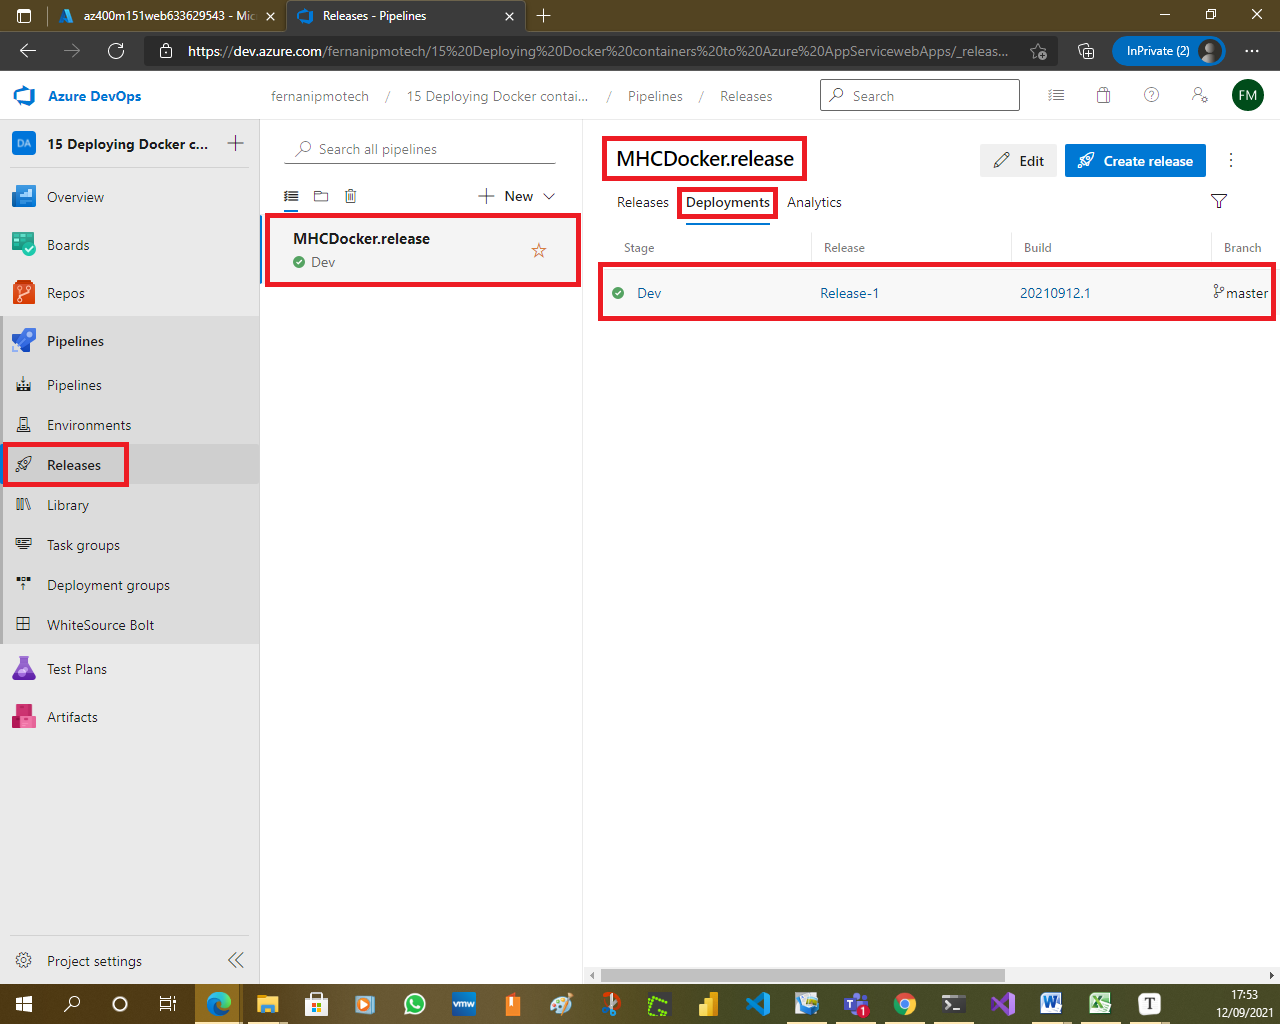 az400m151web633629543 - Mic
Releases - Pipelines
https://dev.azure.com/fernanipmotech/15%20Deploying%20Docker%20containers%20to%20Azure%20AppServicewebApps/_releas...
InPrivate (2)
Azure DevOps
fernanipmotech / 15 Deploying Docker contai... / Pipelines / Releases
Search
FM
DA
15 Deploying Docker c...
Overview
Boards
Repos
Pipelines
Pipelines
Environments
Releases
Library
Task groups
Deployment groups
WhiteSource Bolt
Test Plans
Artifacts
Project settings
Search all pipelines
New
MHCDocker.release
Dev
MHCDocker.release
Edit
Create release
Releases
Deployments
Analytics
Stage
Release
Build
Branch
Dev
Release-1
20210912.1
master
vmw
1
T
17:53
12/09/2021